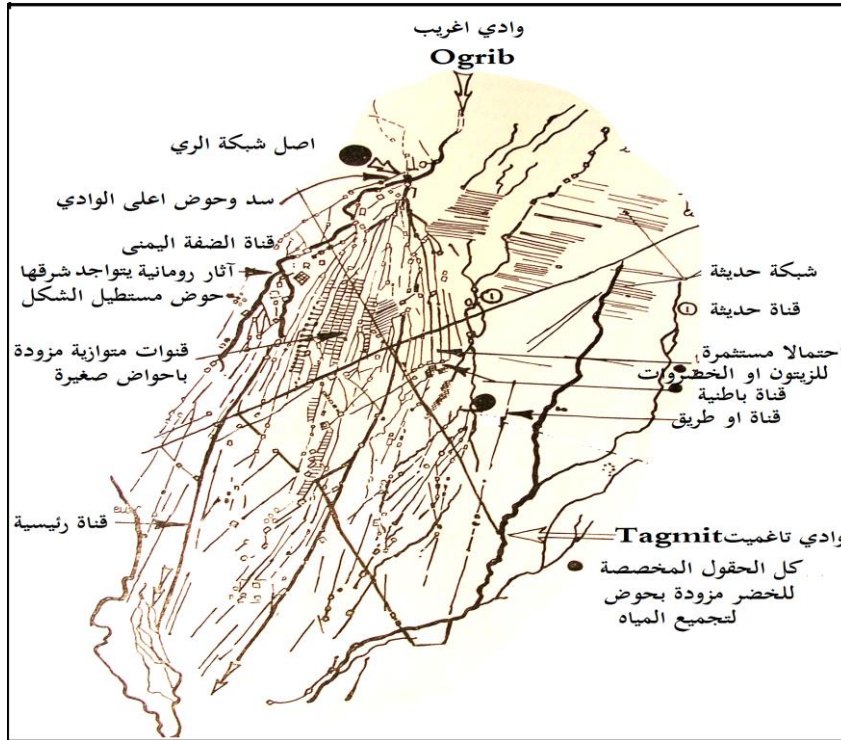 وادي اغريب
Ogrib
اصل شبكة الري
سد وحوض اعلى الوادي
قناة الضفة اليمنى
آثار رومانية يتواجد شرقها
حوض مستطيل الشكل
قنوات متوازية مزودة
باحواض صغيرة
قناة رئيسية
شبكة حديثة
قناة حديثة
احتمالا مستثمرة
للزيتون او الخضروات
قناة باطنية
قناة او طريق
وادي تاغميت Tagmit
كل الحقول المخصصة
للخضر مزودة بحوض
لتجميع المياه